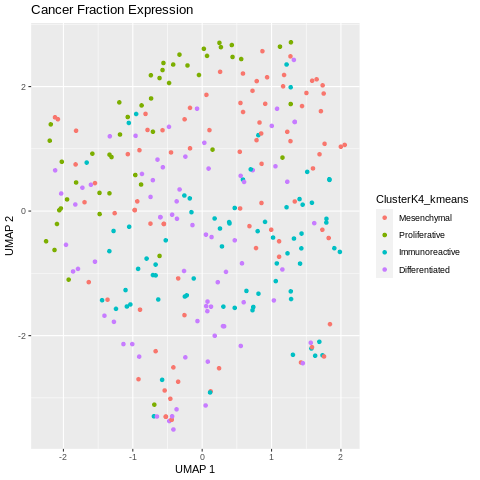 Cancer Fraction Expression
2
0
-2
UMAP 2
-2
-1
0
1
2
UMAP 1
ClusterK4_kmeans
Mesenchymal
Proliferative
Immunoreactive
Differentiated